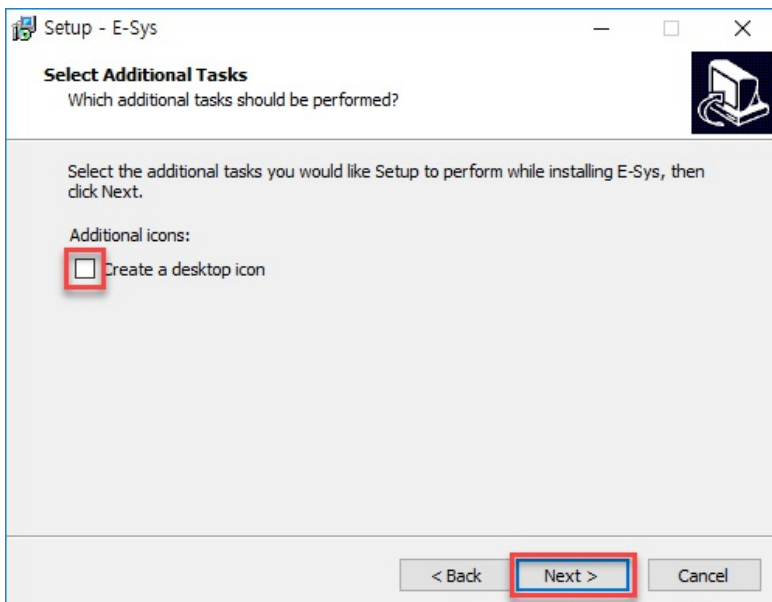 Setup - E-Sys
Select Additional Tasks
Which additional tasks should be performed?
Select the additional tasks you would like Setup to perform while installing E-Sys, then
click Next.
Additional icons:
Create a desktop icon
< Back
Next >
Cancel